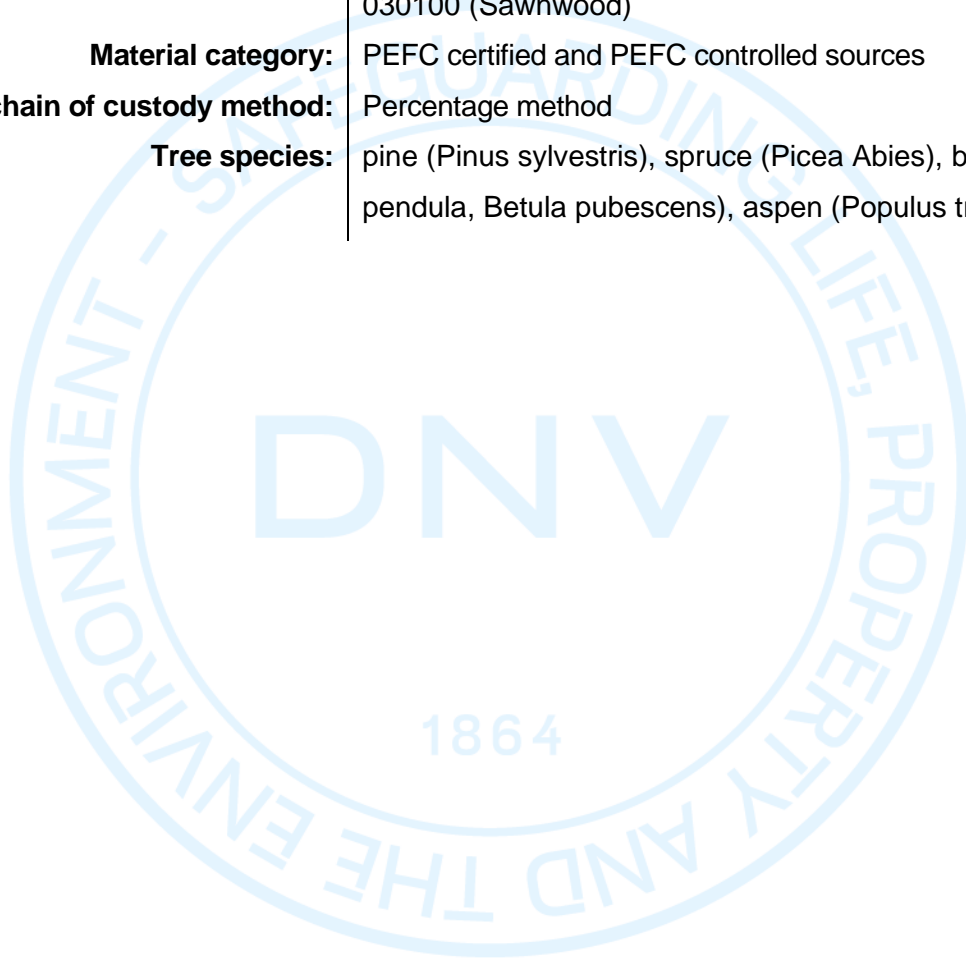 030100 (Sawnwood)
Material category: PEFC certified and PEFC controlled sources
chain of custody method: Percentage method
Tree species: pine (Pinus sylvestris), spruce (Picea Abies),
pendula, Betula pubescens), aspen (Populus
SAFEGUARDING LIFE, PROPERTY AND THE ENVIRONMENT -
DNV
1864